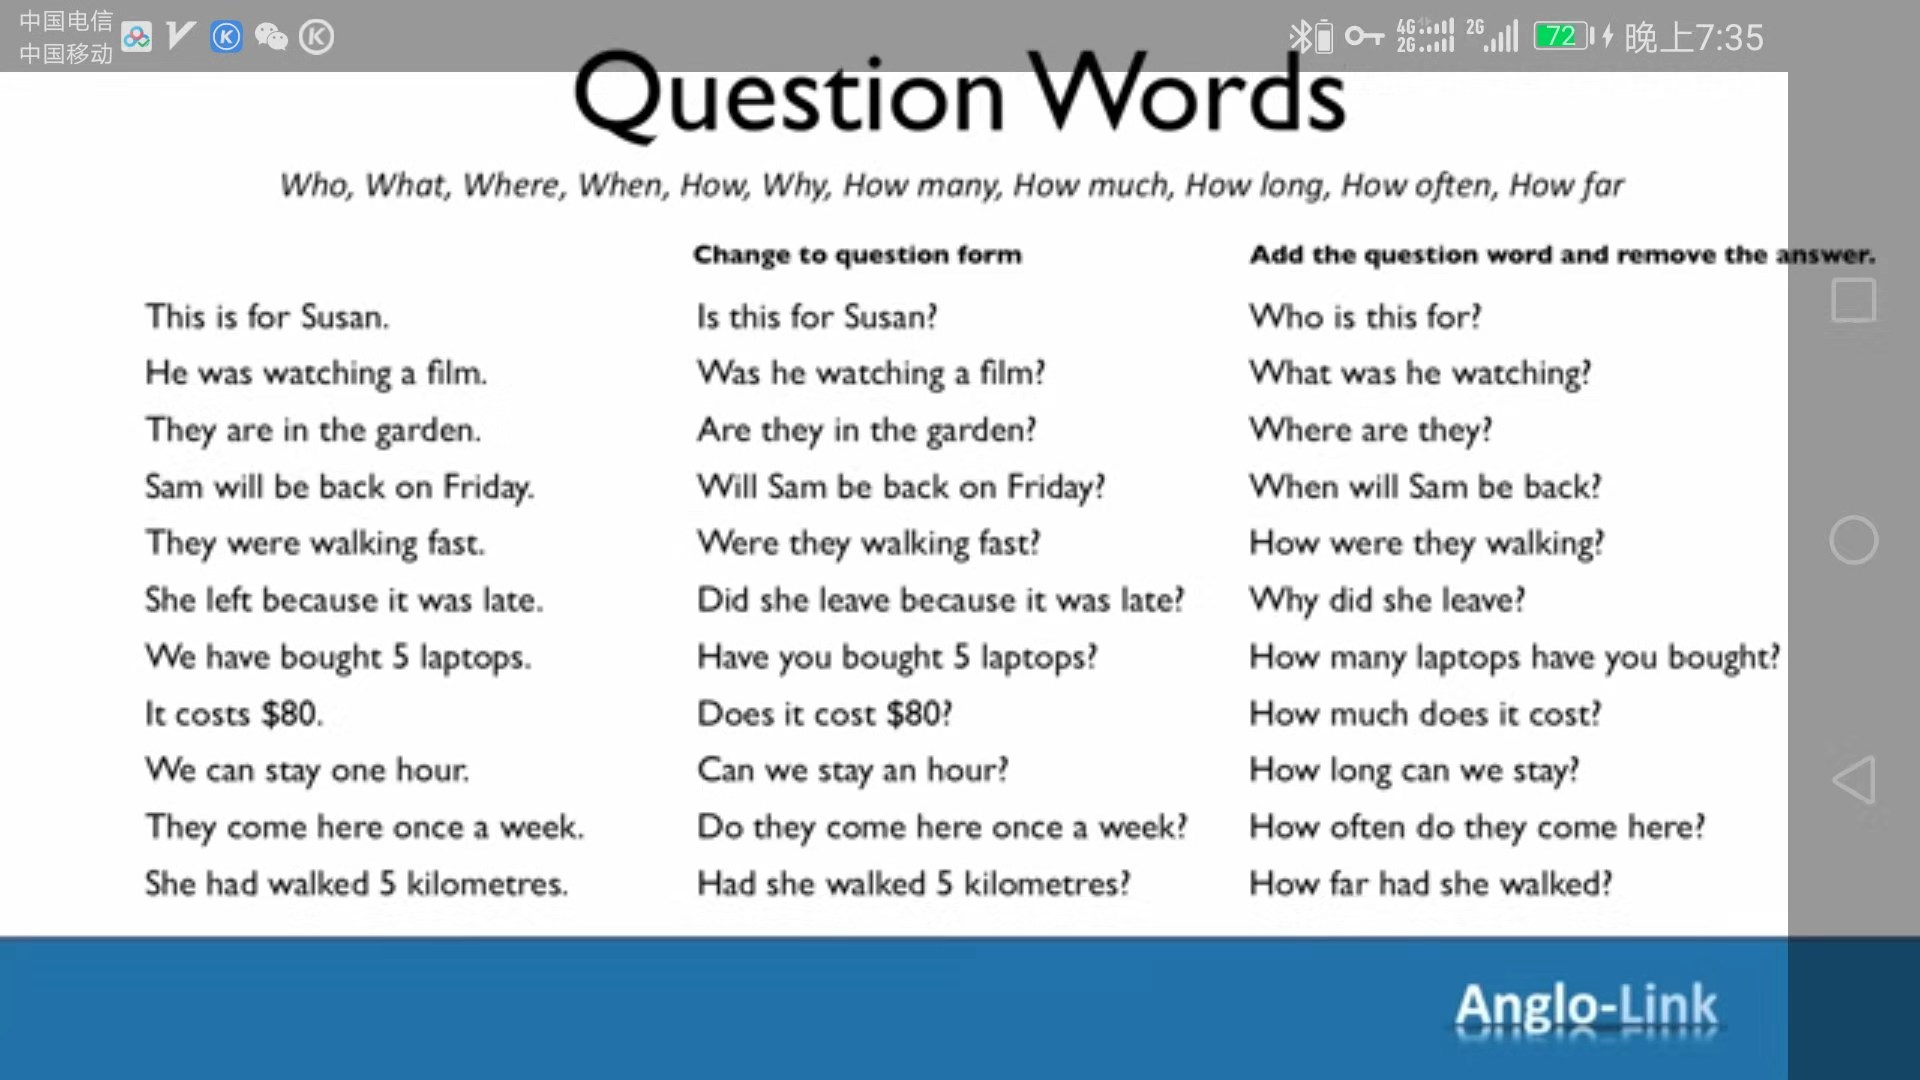 中国电信
中国移动
4G 2G 2G 72 晚上7:35
Question Words
Who, What, Where, When, How, Why, How many, How much, How long, How often, How far
Change to question form Add the question word and remove the answer.
This is for Susan. Is this for Susan? Who is this for?
He was watching a film. Was he watching a film? What was he watching?
They are in the garden. Are they in the garden? Where are they?
Sam will be back on Friday. Will Sam be back on Friday? When will Sam be back?
They were walking fast. Were they walking fast? How were they walking?
She left because it was late. Did she leave because it was late? Why did she leave?
We have bought 5 laptops. Have you bought 5 laptops? How many laptops have you bought?
It costs $80. Does it cost $80? How much does it cost?
We can stay one hour. Can we stay an hour? How long can we stay?
They come here once a week. Do they come here once a week? How often do they come here?
She had walked 5 kilometres. Had she walked 5 kilometres? How far had she walked?
Anglo-Link